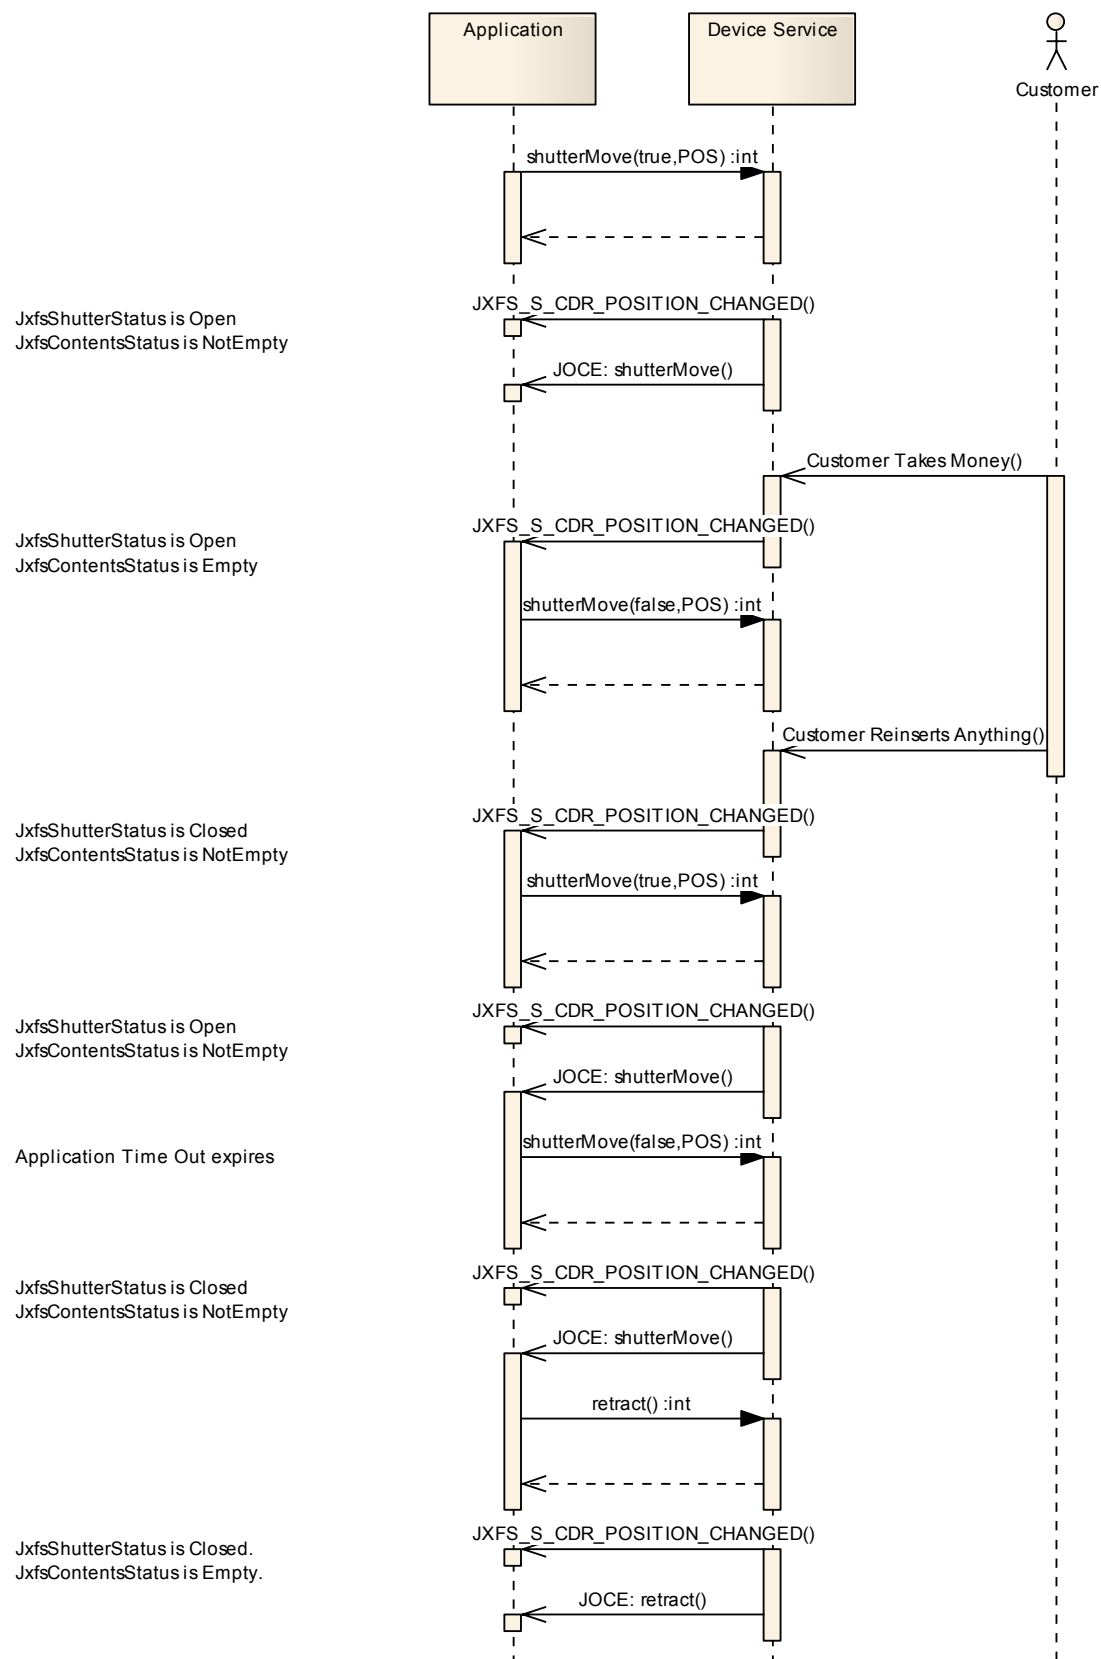 Application
Device Service
Customer
shutterMove(true,POS) :int
JXFS_S_CDR_POSITION_CHANGED()
JxfsShutterStatus is Open
JxfsContentsStatus is NotEmpty
JOCE: shutterMove()
Customer Takes Money()
JXFS_S_CDR_POSITION_CHANGED()
JxfsShutterStatus is Open
JxfsContentsStatus is Empty
shutterMove(false,POS) :int
Customer Reinserts Anything()
JXFS_S_CDR_POSITION_CHANGED()
JxfsShutterStatus is Closed
JxfsContentsStatus is NotEmpty
shutterMove(true,POS) :int
JXFS_S_CDR_POSITION_CHANGED()
JxfsShutterStatus is Open
JxfsContentsStatus is NotEmpty
JOCE: shutterMove()
shutterMove(false,POS) :int
Application Time Out expires
JXFS_S_CDR_POSITION_CHANGED()
JxfsShutterStatus is Closed
JxfsContentsStatus is NotEmpty
JOCE: shutterMove()
retract() :int
JXFS_S_CDR_POSITION_CHANGED()
JxfsShutterStatus is Closed.
JxfsContentsStatus is Empty.
JOCE: retract()